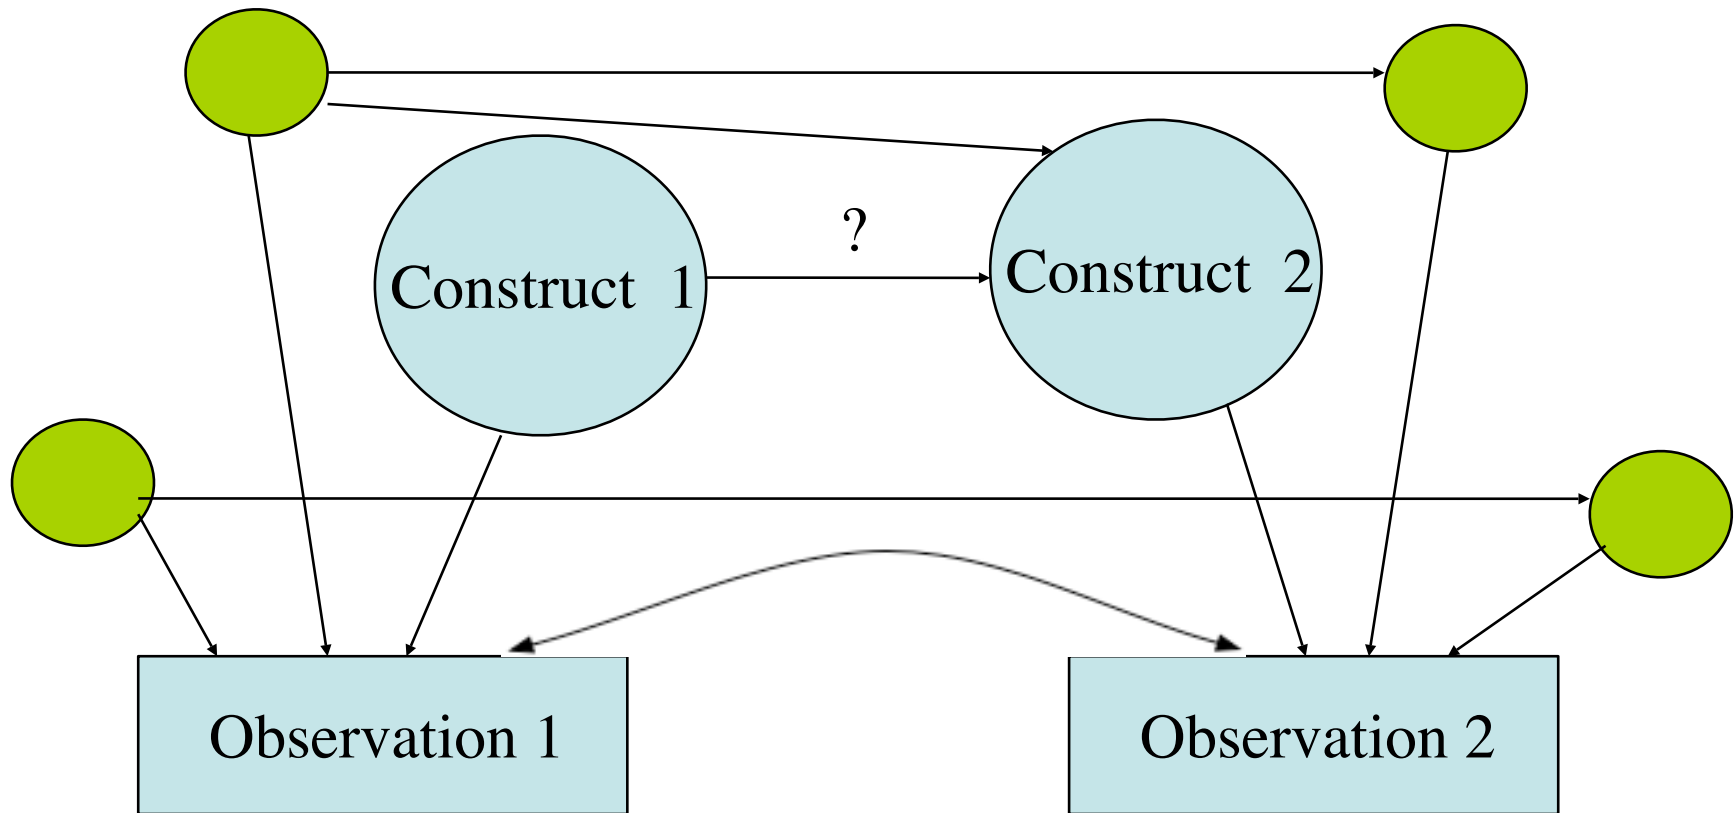 ?
Construct 1
Construct 2
Observation 1
Observation 2